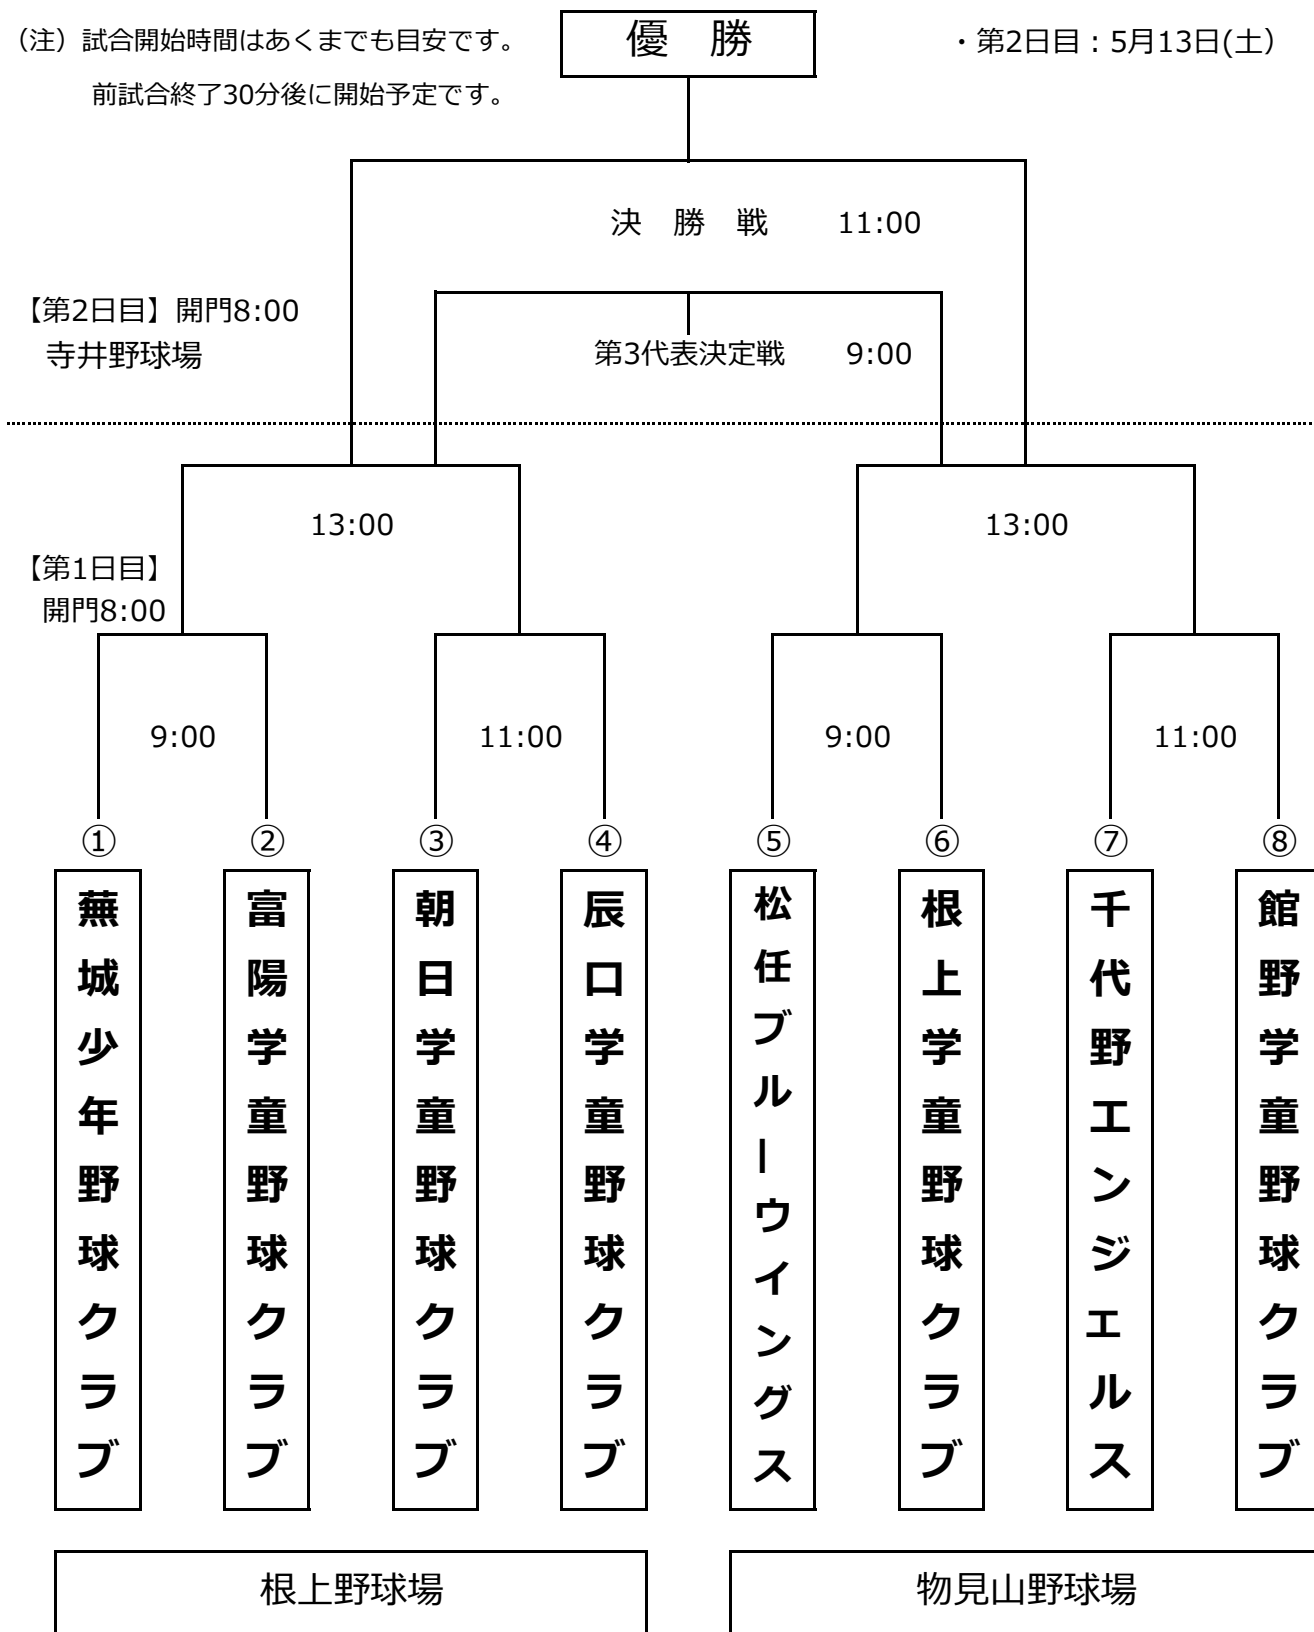 （注）試合開始時間はあくまでも目安です。
優　勝
・第2日目：5月13日(土）
前試合終了30分後に開始予定です。
決　勝　戦　　11:00
【第2日目】開門8:00
寺井野球場
第3代表決定戦　　9:00
13:00
13:00
【第1日目】
開門8:00
9:00
11:00
9:00
11:00
①
②
③
④
⑤
⑥
⑦
⑧
蕪城少年野球クラブ
富陽学童野球クラブ
朝日学童野球クラブ
辰口学童野球クラブ
松任ブルーウイングス
根上学童野球クラブ
千代野エンジェルス
館野学童野球クラブ
根上野球場
物見山野球場